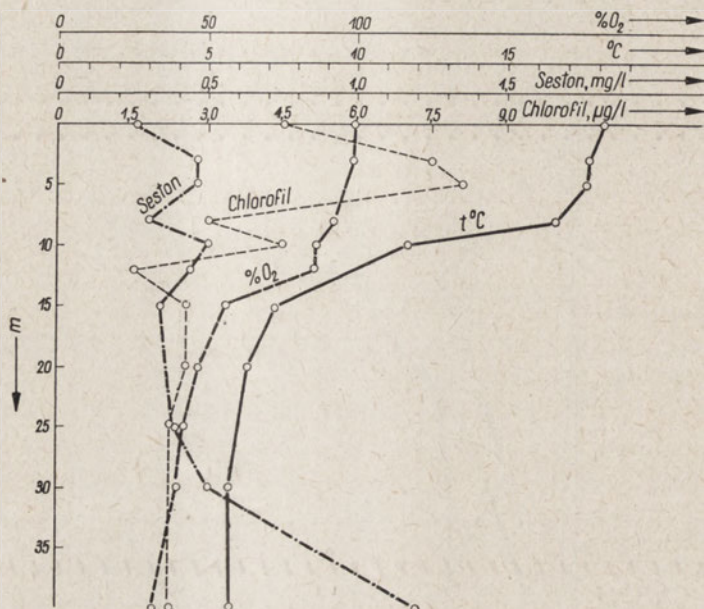 0 50 100 %O₂
0 5 10 15 °C
0 0,5 1,0 1,5 Seston, mg/l
0 1,5 3,0 4,5 6,0 7,5 9,0 Chlorofil, µg/l
0
5
10
15
20
25
30
35
m
Seston
Chlorofil
%O₂
t°C